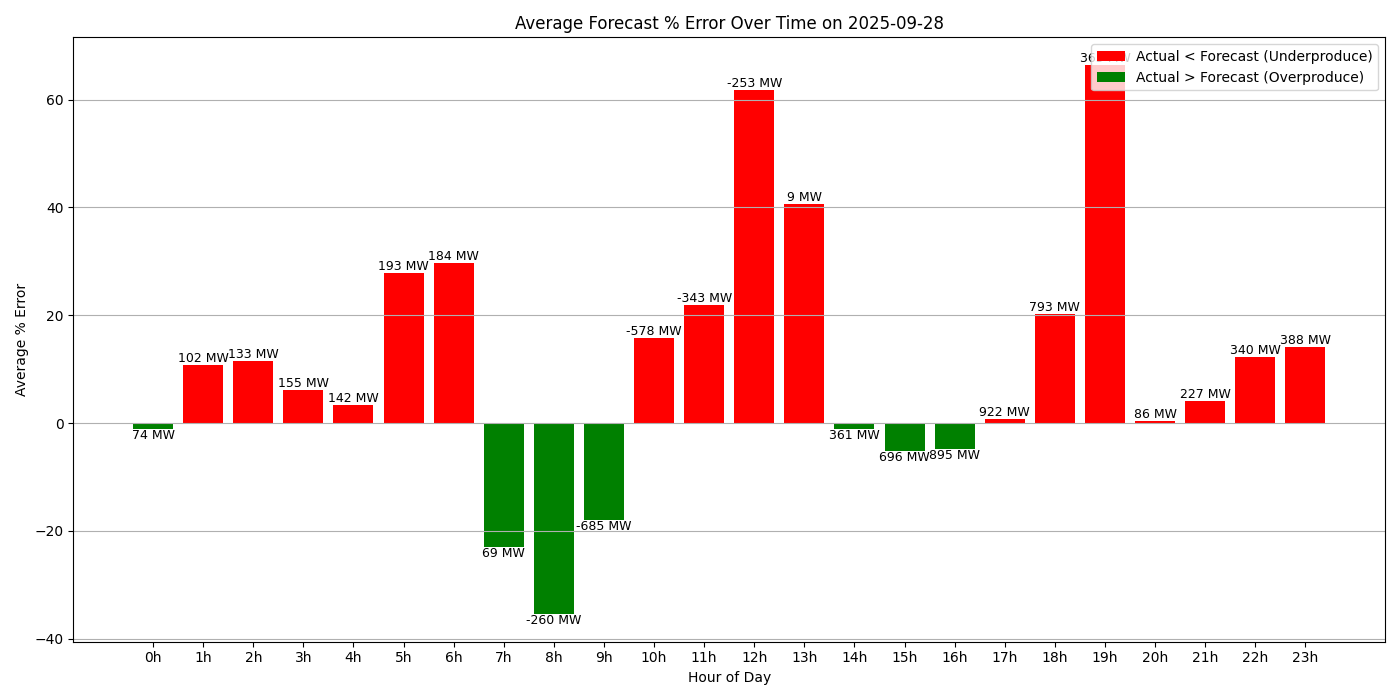 Average Forecast % Error Over Time on 2025-09-28
Actual < Forecast (Underproduce)
Actual > Forecast (Overproduce)
Average % Error
60
40
20
0
−20
−40
74 MW
102 MW
133 MW
155 MW
142 MW
193 MW
184 MW
69 MW
-260 MW
-685 MW
-578 MW
-343 MW
-253 MW
9 MW
361 MW
696 MW
895 MW
922 MW
793 MW
86 MW
227 MW
340 MW
388 MW
0h 1h 2h 3h 4h 5h 6h 7h 8h 9h 10h 11h 12h 13h 14h 15h 16h 17h 18h 19h 20h 21h 22h 23h
Hour of Day